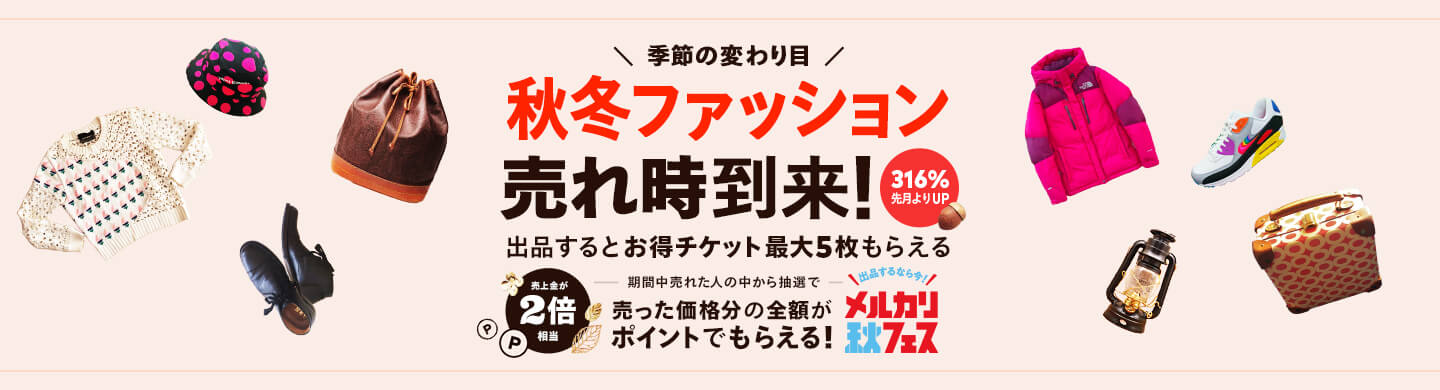 季節の変わり目
秋冬ファッション
売れ時到来!
316%
先月よりUP
出品するとお得チケット最大5枚もらえる
売上金が
2倍
相当
P
P
期間中売れた人の中から抽選で
売った価格分の全額が
ポイントでもらえる!
出品するなら今!
メルカリ
秋フェス
THE NORTH FACE